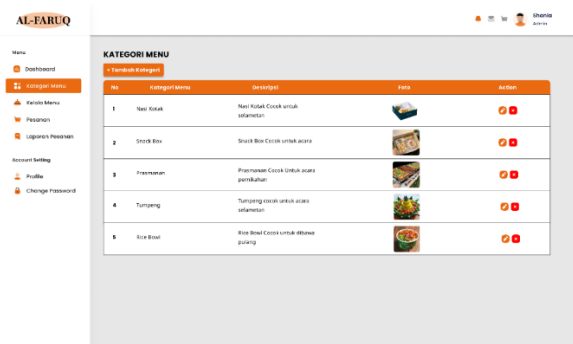 AL-FARUQ
Shania
Admin
Menu
Dashboard
Kategori Menu
Kelola Menu
Pesanan
Laporan Pesanan
Account Setting
Profile
Change Password
KATEGORI MENU
+ Tambah Kategori
No Kategori Menu Deskripsi Foto Action
1 Nasi Kotak Nasi Kotak Cocok untuk
selametan
2 Snack Box Snack Box Cocok untuk acara
3 Prasmanan Prasmanan Cocok Untuk acara
pernikahan
4 Tumpeng Tumpeng cocok untuk acara
selametan
5 Rice Bowl Rice Bowl Cocok untuk dibawa
pulang